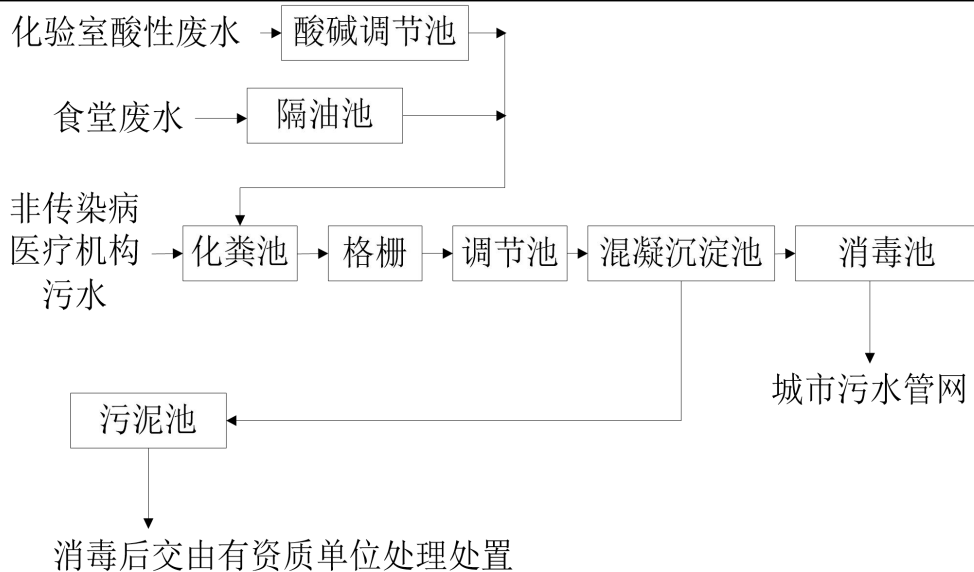 化验室酸性废水
酸碱调节池
食堂废水
隔油池
非传染病
医疗机构
污水
化粪池
格栅
调节池
混凝沉淀池
消毒池
城市污水管网
污泥池
消毒后交由有资质单位处理处置